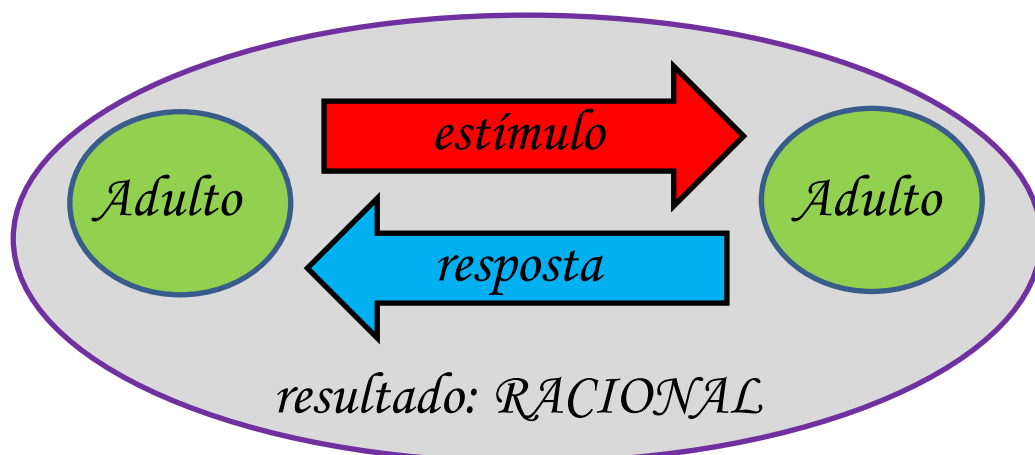 estímulo
Adulto
Adulto
resposta
resultado: RACIONAL